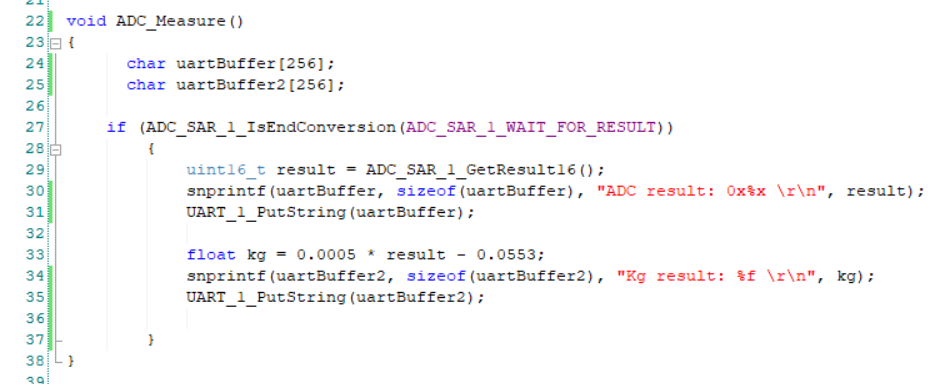 21
22 void ADC_Measure()
23 {
24 char uartBuffer[256];
25 char uartBuffer2[256];
26
27 if (ADC_SAR_1_IsEndConversion(ADC_SAR_1_WAIT_FOR_RESULT))
28 {
29 uint16_t result = ADC_SAR_1_GetResult16();
30 snprintf(uartBuffer, sizeof(uartBuffer), "ADC result: 0x%x \r\n", result);
31 UART_1_PutString(uartBuffer);
32
33 float kg = 0.0005 * result - 0.0553;
34 snprintf(uartBuffer2, sizeof(uartBuffer2), "Kg result: %f \r\n", kg);
35 UART_1_PutString(uartBuffer2);
36
37 }
38 }
39